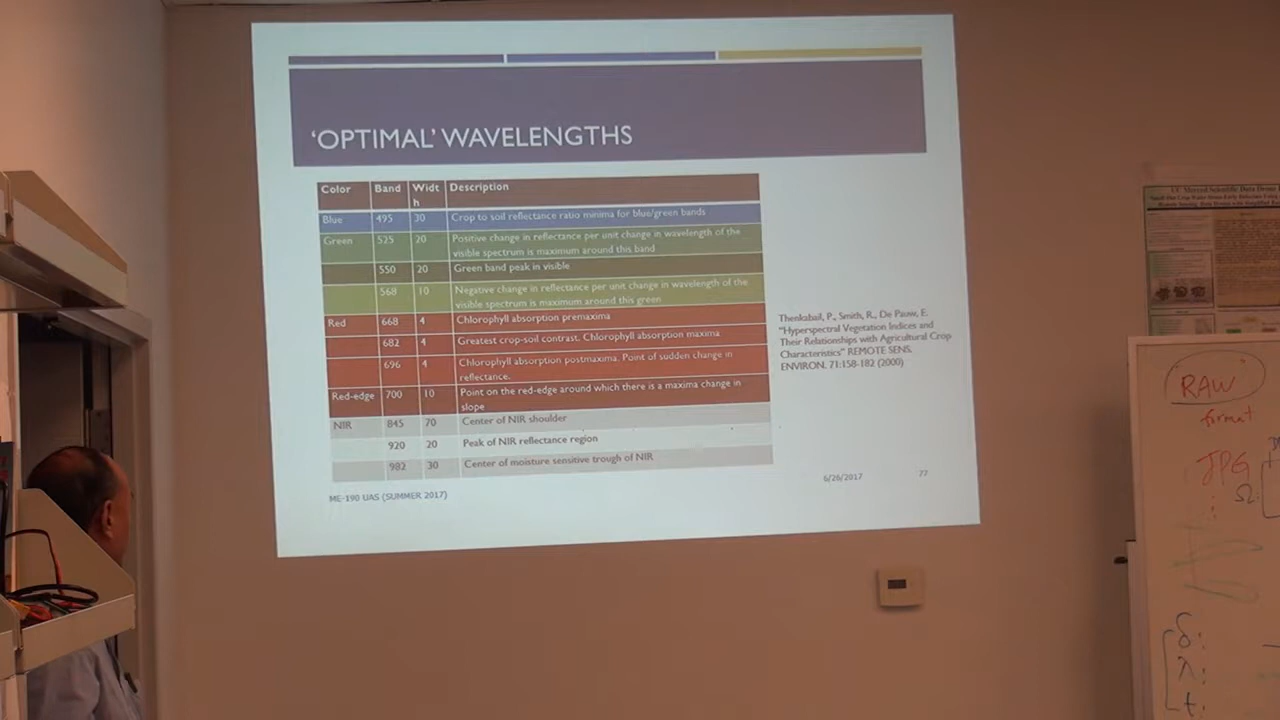 'OPTIMAL' WAVELENGTHS
Color Band Widt
h Description
Blue 495 30 Crop to soil reflectance ratio minima for blue/green bands
Green 525 20 Positive change in reflectance per unit change in wavelength of the
visible spectrum is maximum around this band
550 20 Green band peak in visible
568 10 Negative change in reflectance per unit change in wavelength of the
visible spectrum is maximum around this green
Red 668 4 Chlorophyll absorption premaxima
682 4 Greatest crop-soil contrast. Chlorophyll absorption maxima
696 4 Chlorophyll absorption postmaxima. Point of sudden change in
reflectance.
Red-edge 700 10 Point on the red-edge around which there is a maxima change in
slope
NIR 845 70 Center of NIR shoulder
920 20 Peak of NIR reflectance region
982 30 Center of moisture sensitive trough of NIR
Thenkabail, P., Smith, R., De Pauw, E.
"Hyperspectral Vegetation Indices and
Their Relationships with Agricultural Crop
Characteristics" REMOTE SENS.
ENVIRON. 71:158-182 (2000)
ME-190 UAS (SUMMER 2017)
6/26/2017
77
UC Merced Scientific Data Drone
RAW
format
JPG
Ω:
δ:
λ:
t: